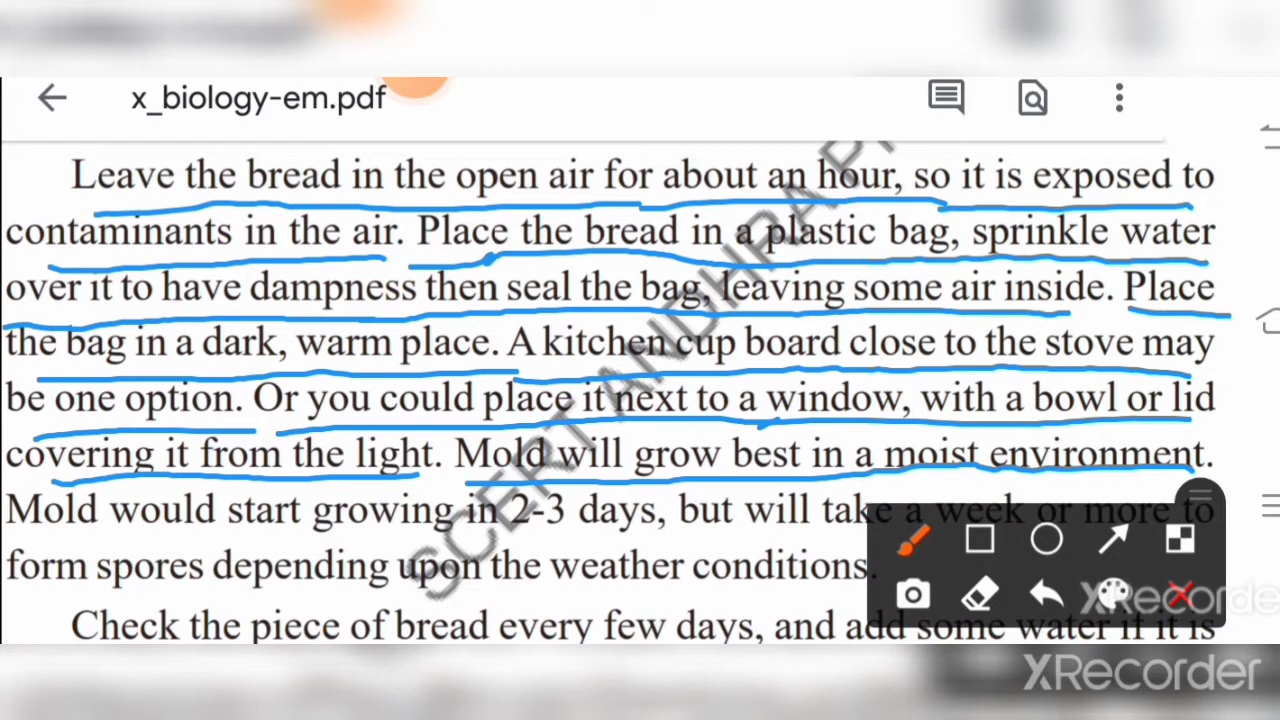 x_biology-em.pdf
Leave the bread in the open air for about an hour, so it is exposed to
contaminants in the air. Place the bread in a plastic bag, sprinkle water
over it to have dampness then seal the bag, leaving some air inside. Place
the bag in a dark, warm place. A kitchen cup board close to the stove may
be one option. Or you could place it next to a window, with a bowl or lid
covering it from the light. Mold will grow best in a moist environment.
Mold would start growing in 2-3 days, but will take a week or more to
form spores depending upon the weather conditions.
Check the piece of bread every few days, and add some water if it is
SCERT ANDHRA P
XRecorder
XRecorder